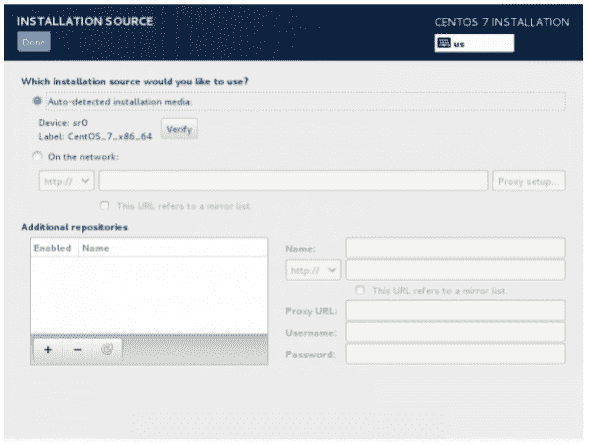 INSTALLATION SOURCE
CENTOS 7 INSTALLATION
Done
us
Which installation source would you like to use?
Auto-detected installation media:
Device: sr0
Label: CentOS_7_x86_64
Verify
On the network:
http://
Proxy setup...
This URL refers to a mirror list.
Additional repositories
Enabled Name
Name:
http://
This URL refers to a mirror list.
Proxy URL:
Username:
Password:
+ −